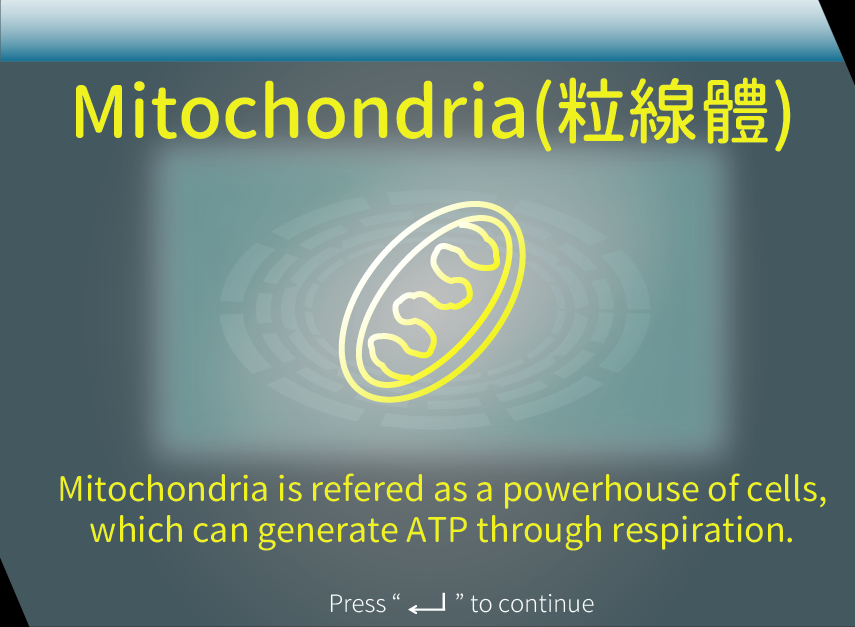 Mitochondria(粒線體)
Mitochondria is refered as a powerhouse of cells,
which can generate ATP through respiration.
Press “ ↵ ” to continue